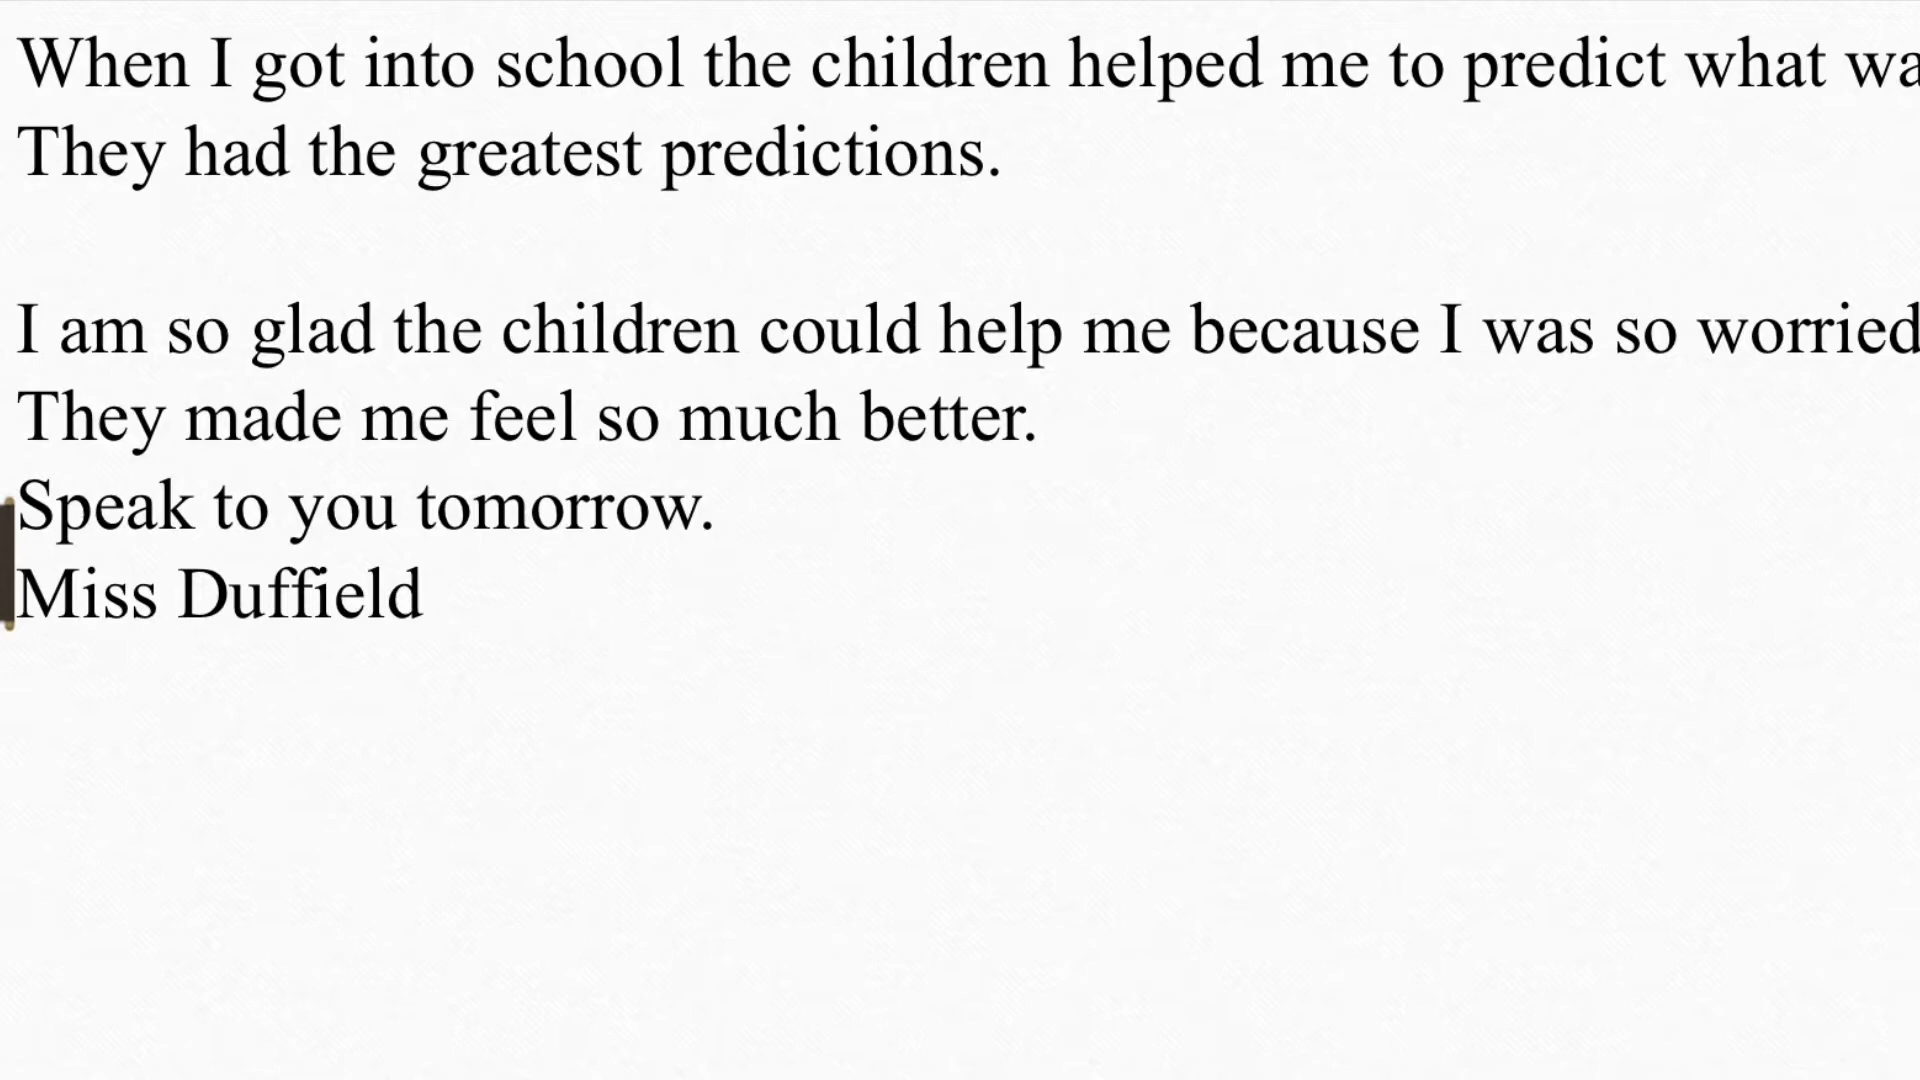 When I got into school the children helped me to predict what wa
They had the greatest predictions.
I am so glad the children could help me because I was so worried
They made me feel so much better.
Speak to you tomorrow.
Miss Duffield